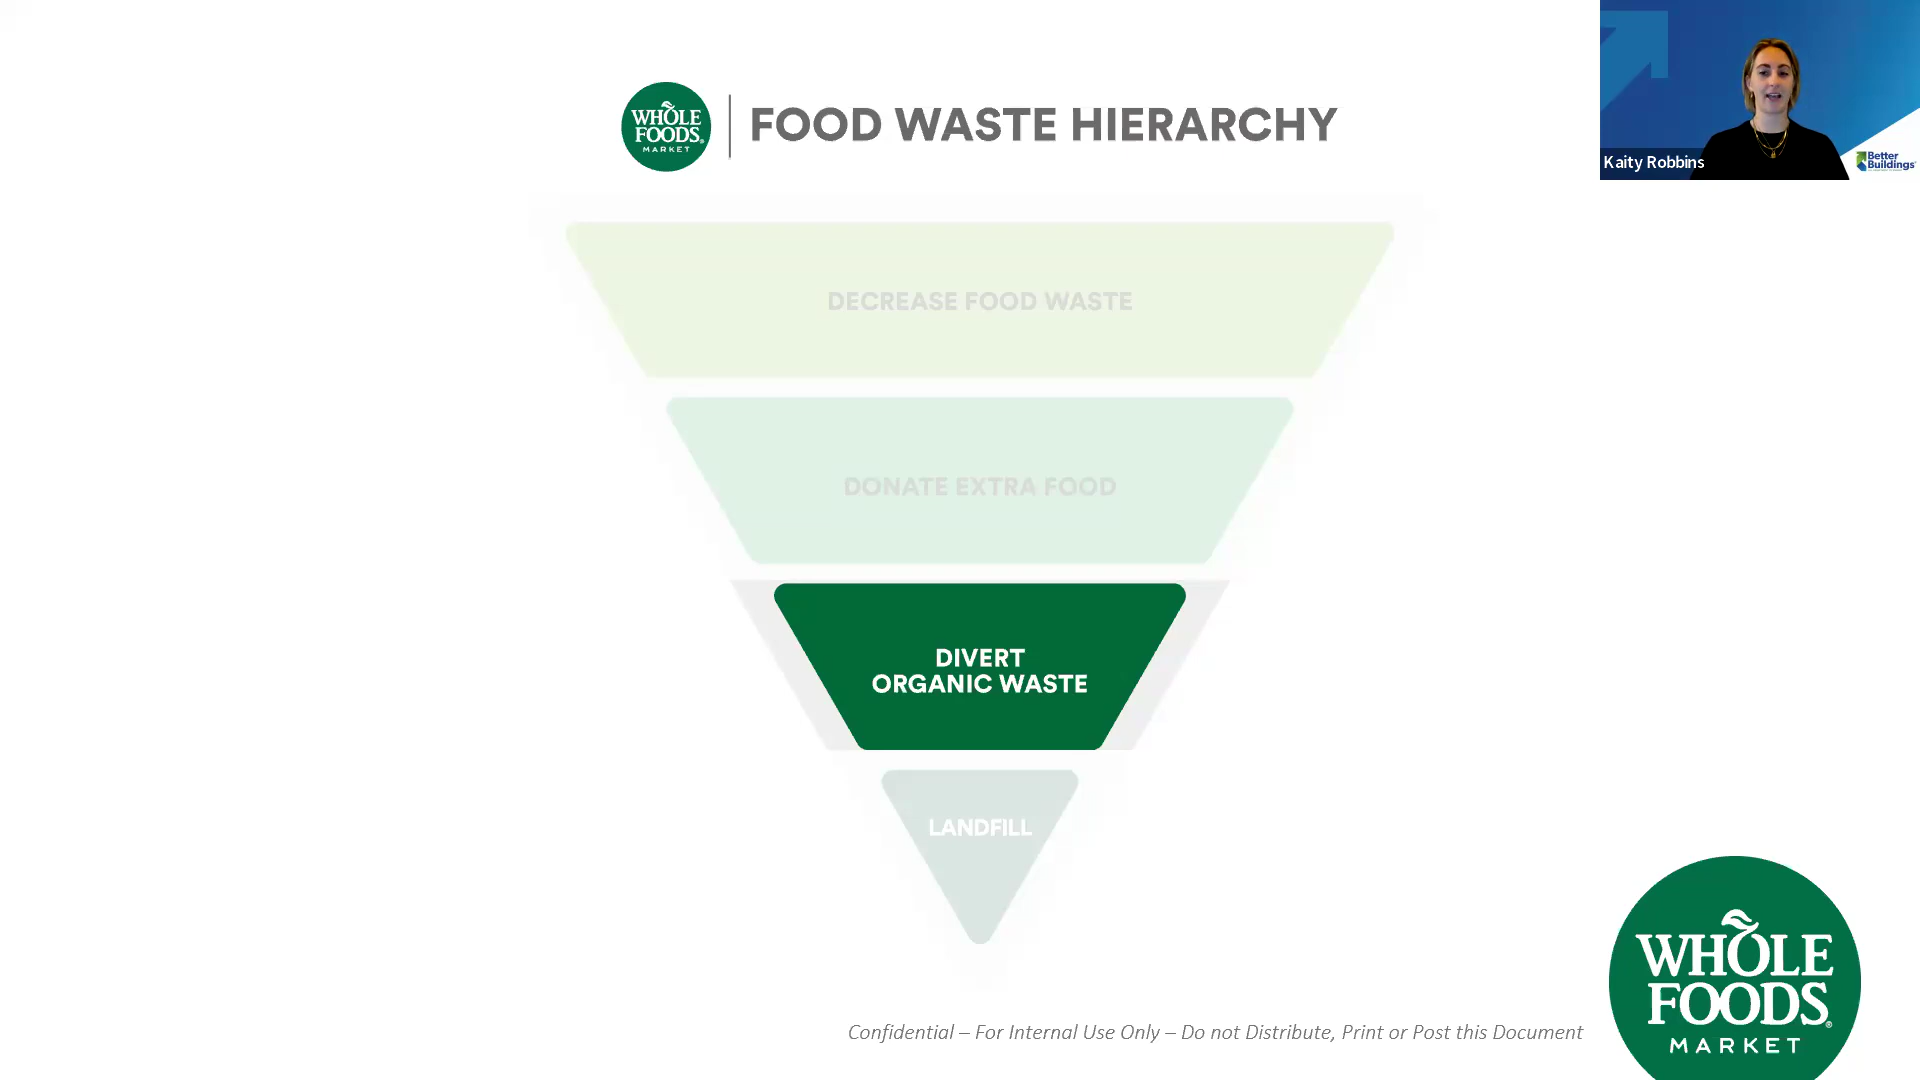 WHOLE
FOODS
MARKET
FOOD WASTE HIERARCHY
Kaity Robbins
Better
Buildings
DECREASE FOOD WASTE
DONATE EXTRA FOOD
DIVERT
ORGANIC WASTE
LANDFILL
Confidential – For Internal Use Only – Do not Distribute, Print or Post this Document
WHOLE
FOODS
MARKET